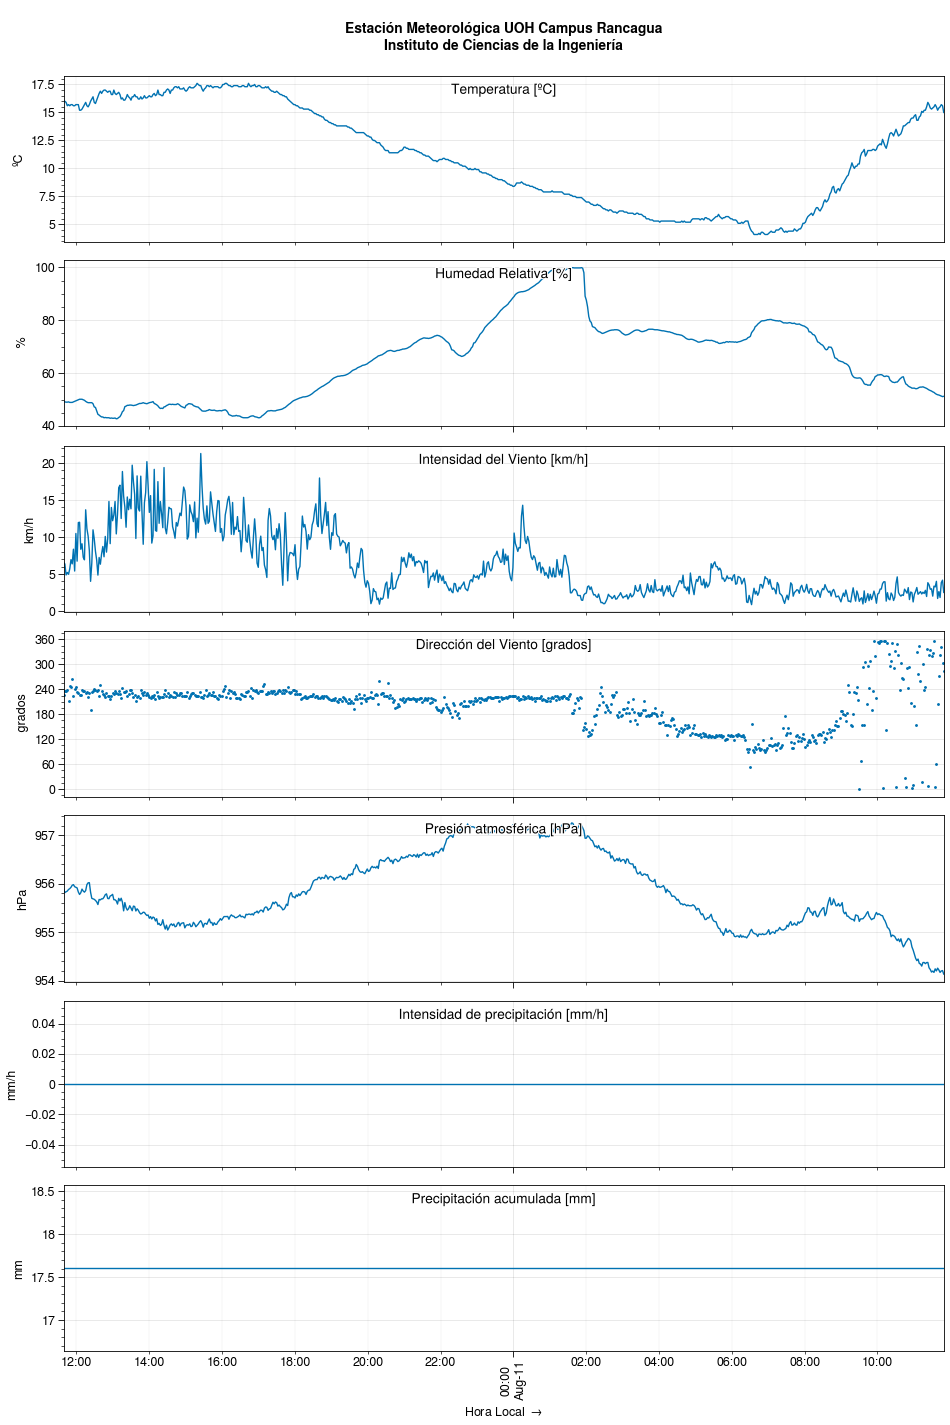 Estación Meteorológica UOH Campus Rancagua
Instituto de Ciencias de la Ingeniería
Temperatura [ºC]
17.5
15
12.5
10
7.5
5
ºC
Humedad Relativa [%]
100
80
60
40
%
Intensidad del Viento [km/h]
20
15
10
5
0
km/h
Dirección del Viento [grados]
360
300
240
180
120
60
0
grados
Presión atmosférica [hPa]
957
956
955
954
hPa
Intensidad de precipitación [mm/h]
0.04
0.02
0
−0.02
−0.04
mm/h
Precipitación acumulada [mm]
18.5
18
17.5
17
mm
12:00 14:00 16:00 18:00 20:00 22:00 00:00 02:00 04:00 06:00 08:00 10:00
Aug-11
Hora Local →